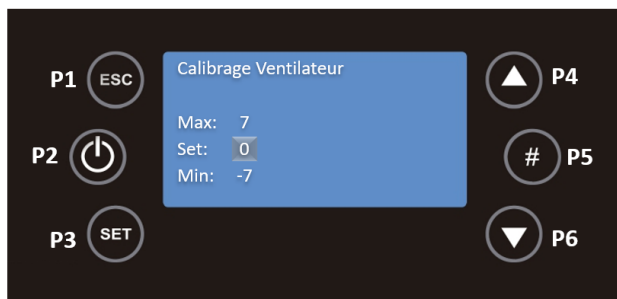 P1 ESC
P2
P3 SET
Calibrage Ventilateur
Max: 7
Set: 0
Min: -7
P4
# P5
P6